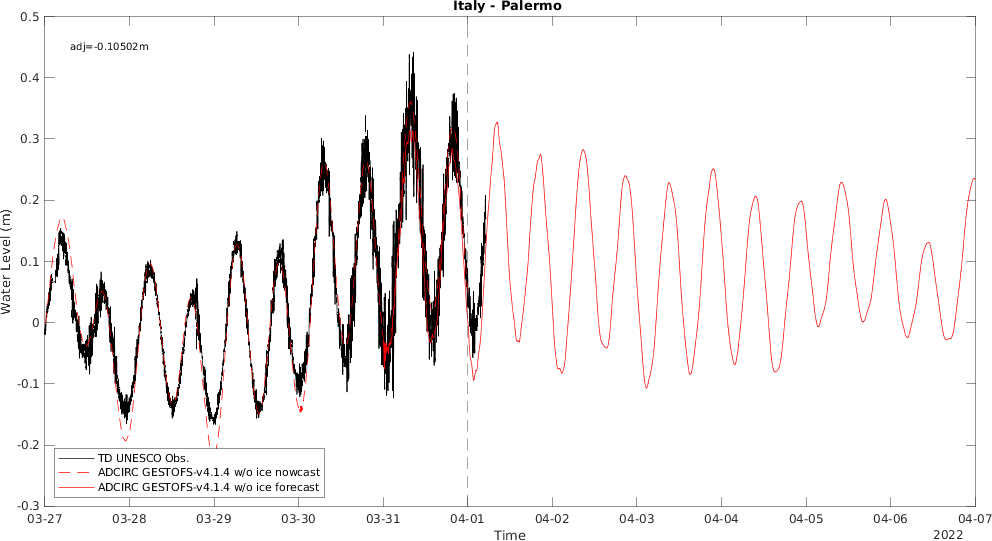 Italy - Palermo
adj=-0.10502m
0.5
0.4
0.3
0.2
0.1
0
-0.1
-0.2
-0.3
Water Level (m)
TD UNESCO Obs.
ADCIRC GESTOFS-v4.1.4 w/o ice nowcast
ADCIRC GESTOFS-v4.1.4 w/o ice forecast
03-27 03-28 03-29 03-30 03-31 04-01 04-02 04-03 04-04 04-05 04-06 04-07
Time
2022